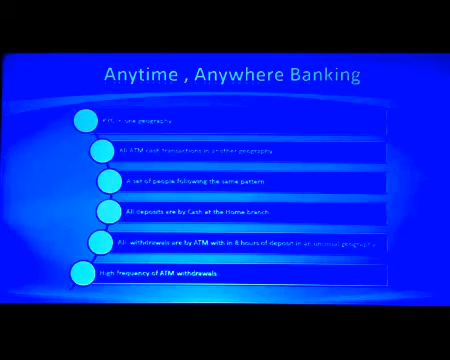 Anytime , Anywhere Banking
KYC in one geography
All ATM cash transactions in another geography
A set of people following the same pattern
All deposits are by Cash at the Home branch
All withdrawals are by ATM with in 8 hours of deposit in an unusual geography
High frequency of ATM withdrawals